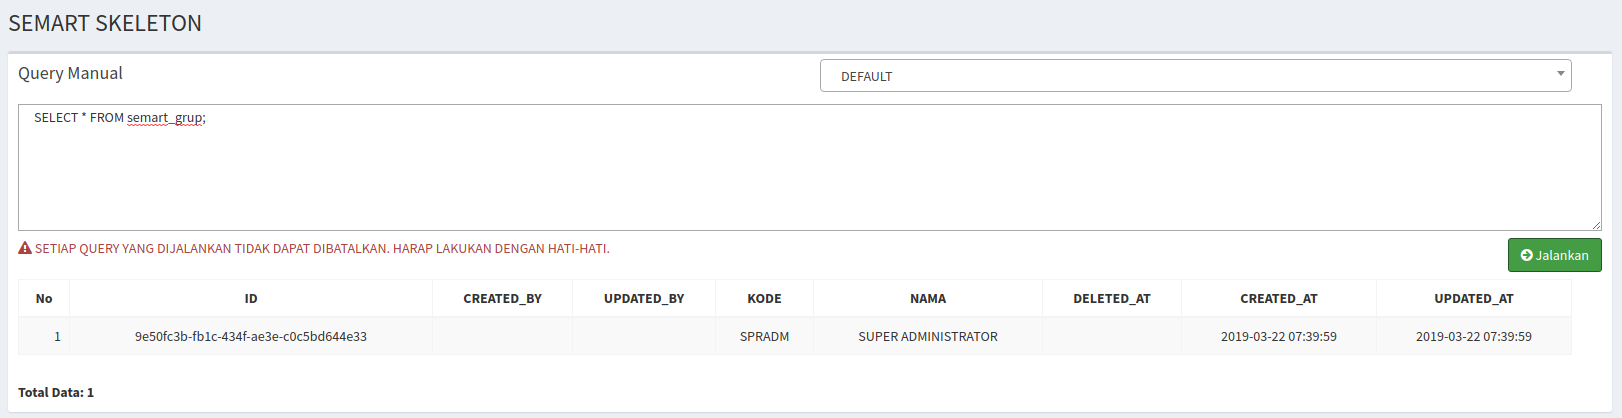 SEMART SKELETON
Query Manual
DEFAULT
SELECT * FROM semart_grup;
SETIAP QUERY YANG DIJALANKAN TIDAK DAPAT DIBATALKAN. HARAP LAKUKAN DENGAN HATI-HATI.
Jalankan
No ID CREATED_BY UPDATED_BY KODE NAMA DELETED_AT CREATED_AT UPDATED_AT
1 9e50fc3b-fb1c-434f-ae3e-c0c5bd644e33 SPRADM SUPER ADMINISTRATOR 2019-03-22 07:39:59 2019-03-22 07:39:59
Total Data: 1